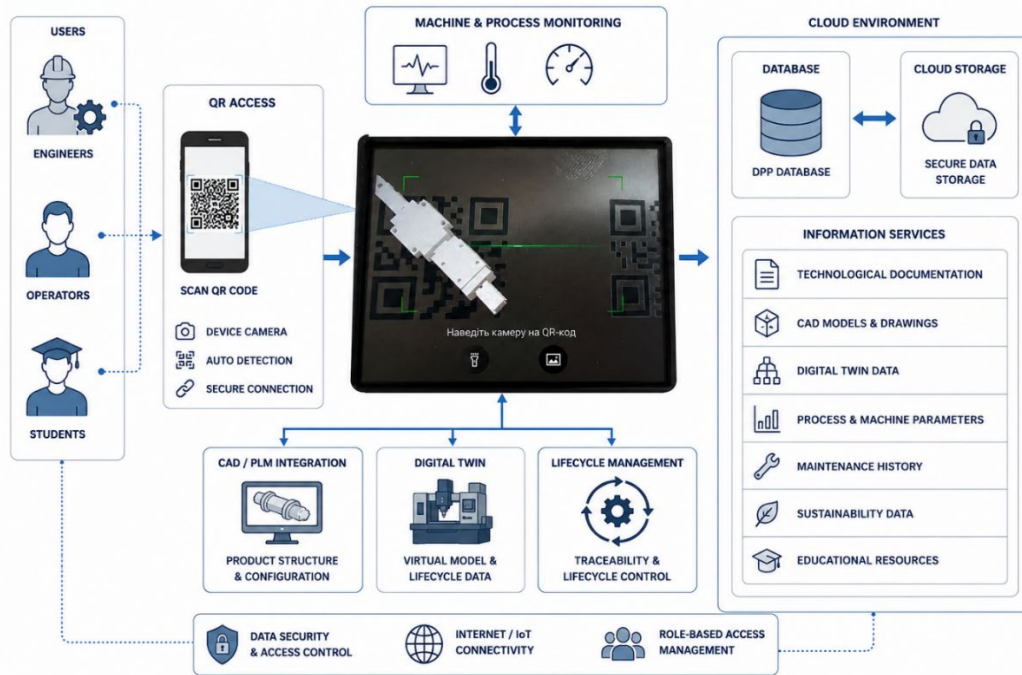 USERS
ENGINEERS
OPERATORS
STUDENTS
QR ACCESS
SCAN QR CODE
DEVICE CAMERA
AUTO DETECTION
SECURE CONNECTION
MACHINE & PROCESS MONITORING
Наведіть камеру на QR-код
CAD / PLM INTEGRATION
PRODUCT STRUCTURE
& CONFIGURATION
DIGITAL TWIN
VIRTUAL MODEL &
LIFECYCLE DATA
LIFECYCLE MANAGEMENT
TRACEABILITY &
LIFECYCLE CONTROL
CLOUD ENVIRONMENT
DATABASE
DPP DATABASE
CLOUD STORAGE
SECURE DATA
STORAGE
INFORMATION SERVICES
TECHNOLOGICAL DOCUMENTATION
CAD MODELS & DRAWINGS
DIGITAL TWIN DATA
PROCESS & MACHINE PARAMETERS
MAINTENANCE HISTORY
SUSTAINABILITY DATA
EDUCATIONAL RESOURCES
DATA SECURITY
& ACCESS CONTROL
INTERNET / IoT
CONNECTIVITY
ROLE-BASED ACCESS
MANAGEMENT